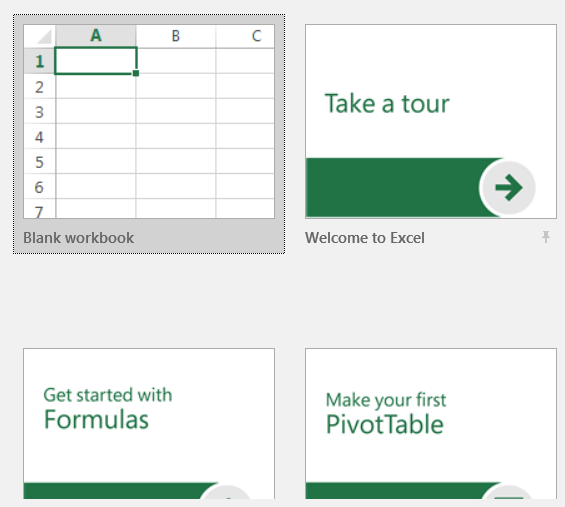 A B C
1
2
3
4
5
6
7
Blank workbook
Take a tour
Welcome to Excel
Get started with
Formulas
Make your first
PivotTable